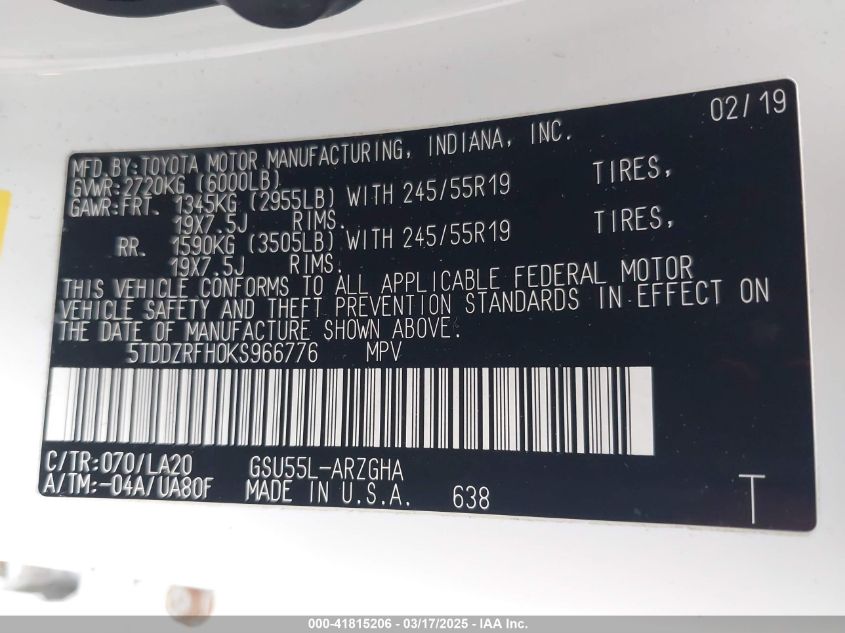 02/19
MFD.BY:TOYOTA MOTOR MANUFACTURING, INDIANA, INC.
GVWR:2720KG (6000LB)
GAWR:FRT. 1345KG (2955LB) WITH 245/55R19 TIRES,
19X7.5J RIMS.
RR. 1590KG (3505LB) WITH 245/55R19 TIRES,
19X7.5J RIMS.
THIS VEHICLE CONFORMS TO ALL APPLICABLE FEDERAL MOTOR
VEHICLE SAFETY AND THEFT PREVENTION STANDARDS IN EFFECT ON
THE DATE OF MANUFACTURE SHOWN ABOVE.
5TDDZRFH0KS966776 MPV
C/TR:070/LA20 GSU55L-ARZGHA
A/TM:-04A/UA80F MADE IN U.S.A. 638
T
000-41815206 - 03/17/2025 - IAA Inc.